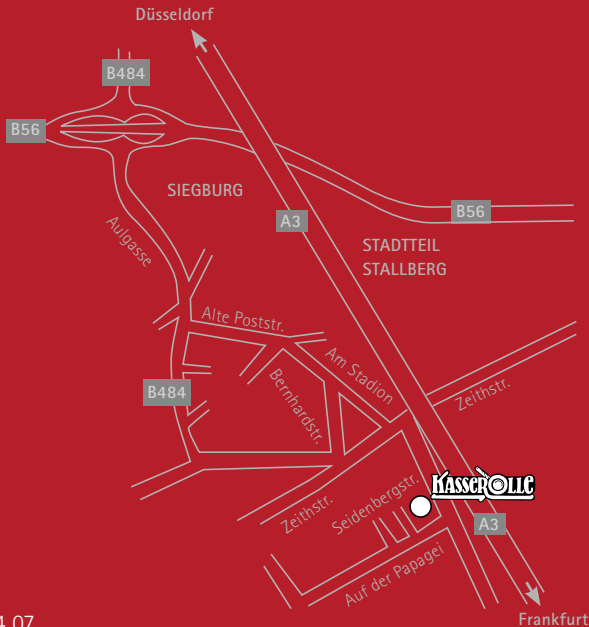 Düsseldorf
B484
B56
SIEGBURG
A3
B56
STADTTEIL
STALLBERG
Aulgasse
Alte Poststr.
Am Stadion
Bernhardstr.
B484
Zeithstr.
KASSEROLLE
Seidenbergstr.
Zeithstr.
A3
Auf der Papagei
Frankfurt
07